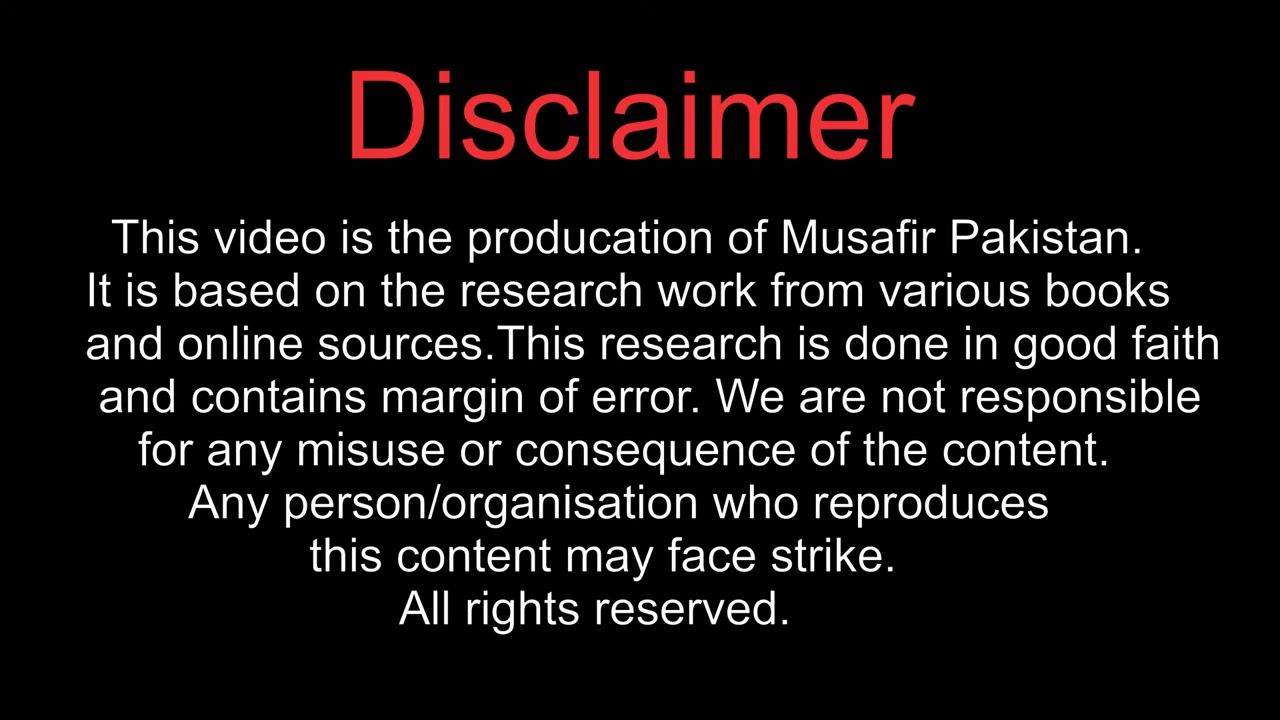 Disclaimer
This video is the producation of Musafir Pakistan.
It is based on the research work from various books
and online sources.This research is done in good faith
and contains margin of error. We are not responsible
for any misuse or consequence of the content.
Any person/organisation who reproduces
this content may face strike.
All rights reserved.